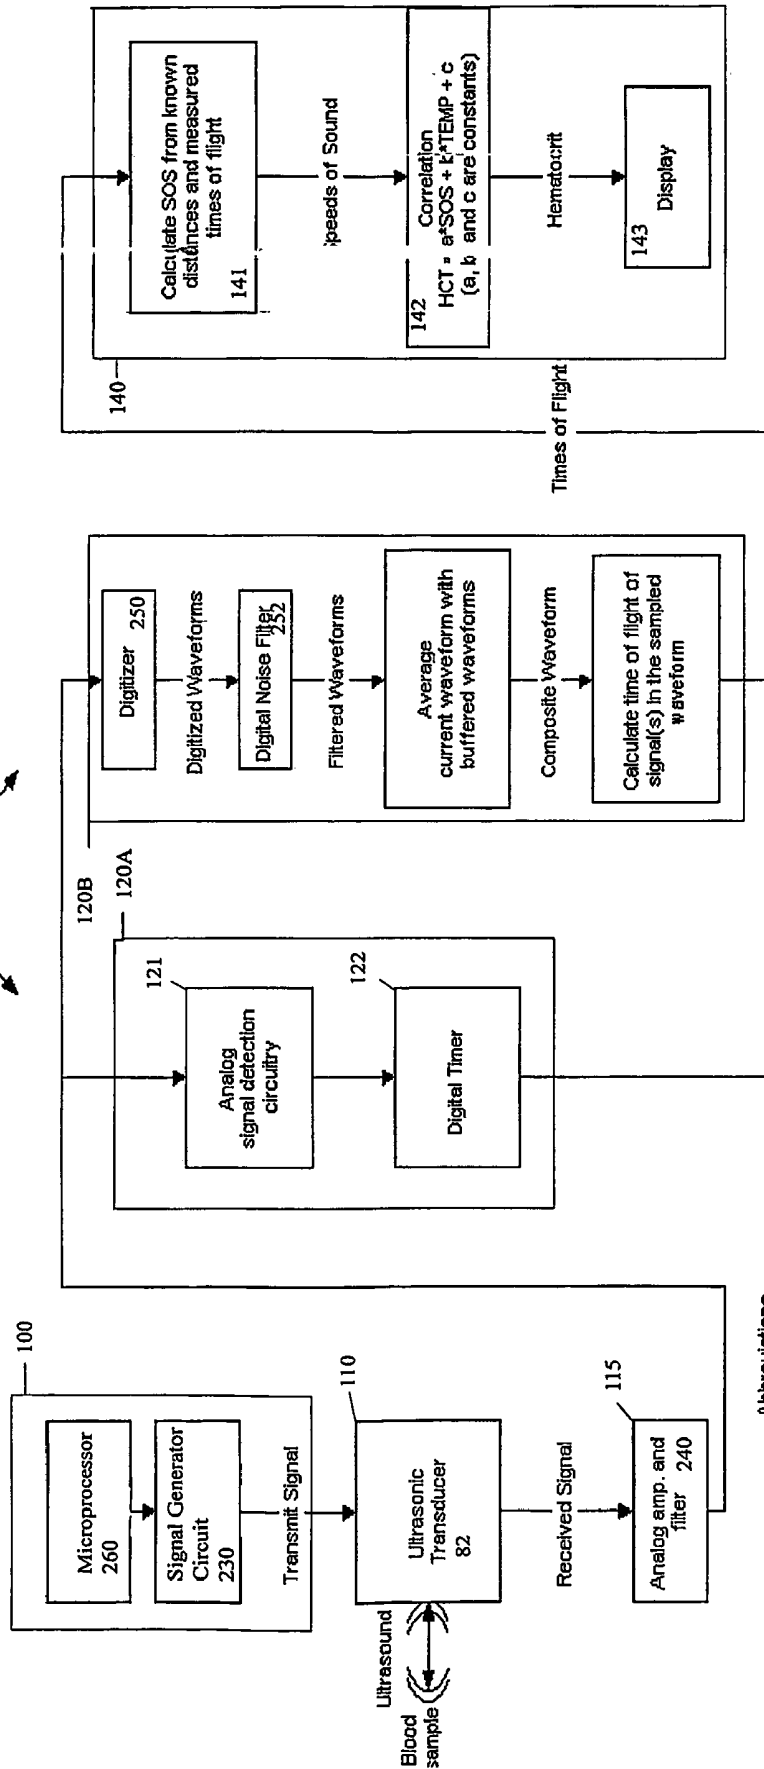 100
Microprocessor
260
Signal Generator
Circuit
230
Transmit Signal
110
Ultrasonic
Transducer
82
Ultrasound
Blood
sample
Received Signal
115
Analog amp. and
filter 240
120A
121
Analog
signal detection
circuitry
122
Digital Timer
120B
Digitizer 250
Digitized Waveforms
Digital Noise Filter
252
Filtered Waveforms
Average
current waveform with
buffered waveforms
Composite Waveform
Calculate time of flight of
signal(s) in the sampled
waveform
Times of Flight
140
Calculate SOS from known
distances and measured
times of flight
141
peeds of Sound
142
Correlation
HCT = a*SOS + k*TEMP + c
(a, b and c are constants)
Hematocrit
143
Display